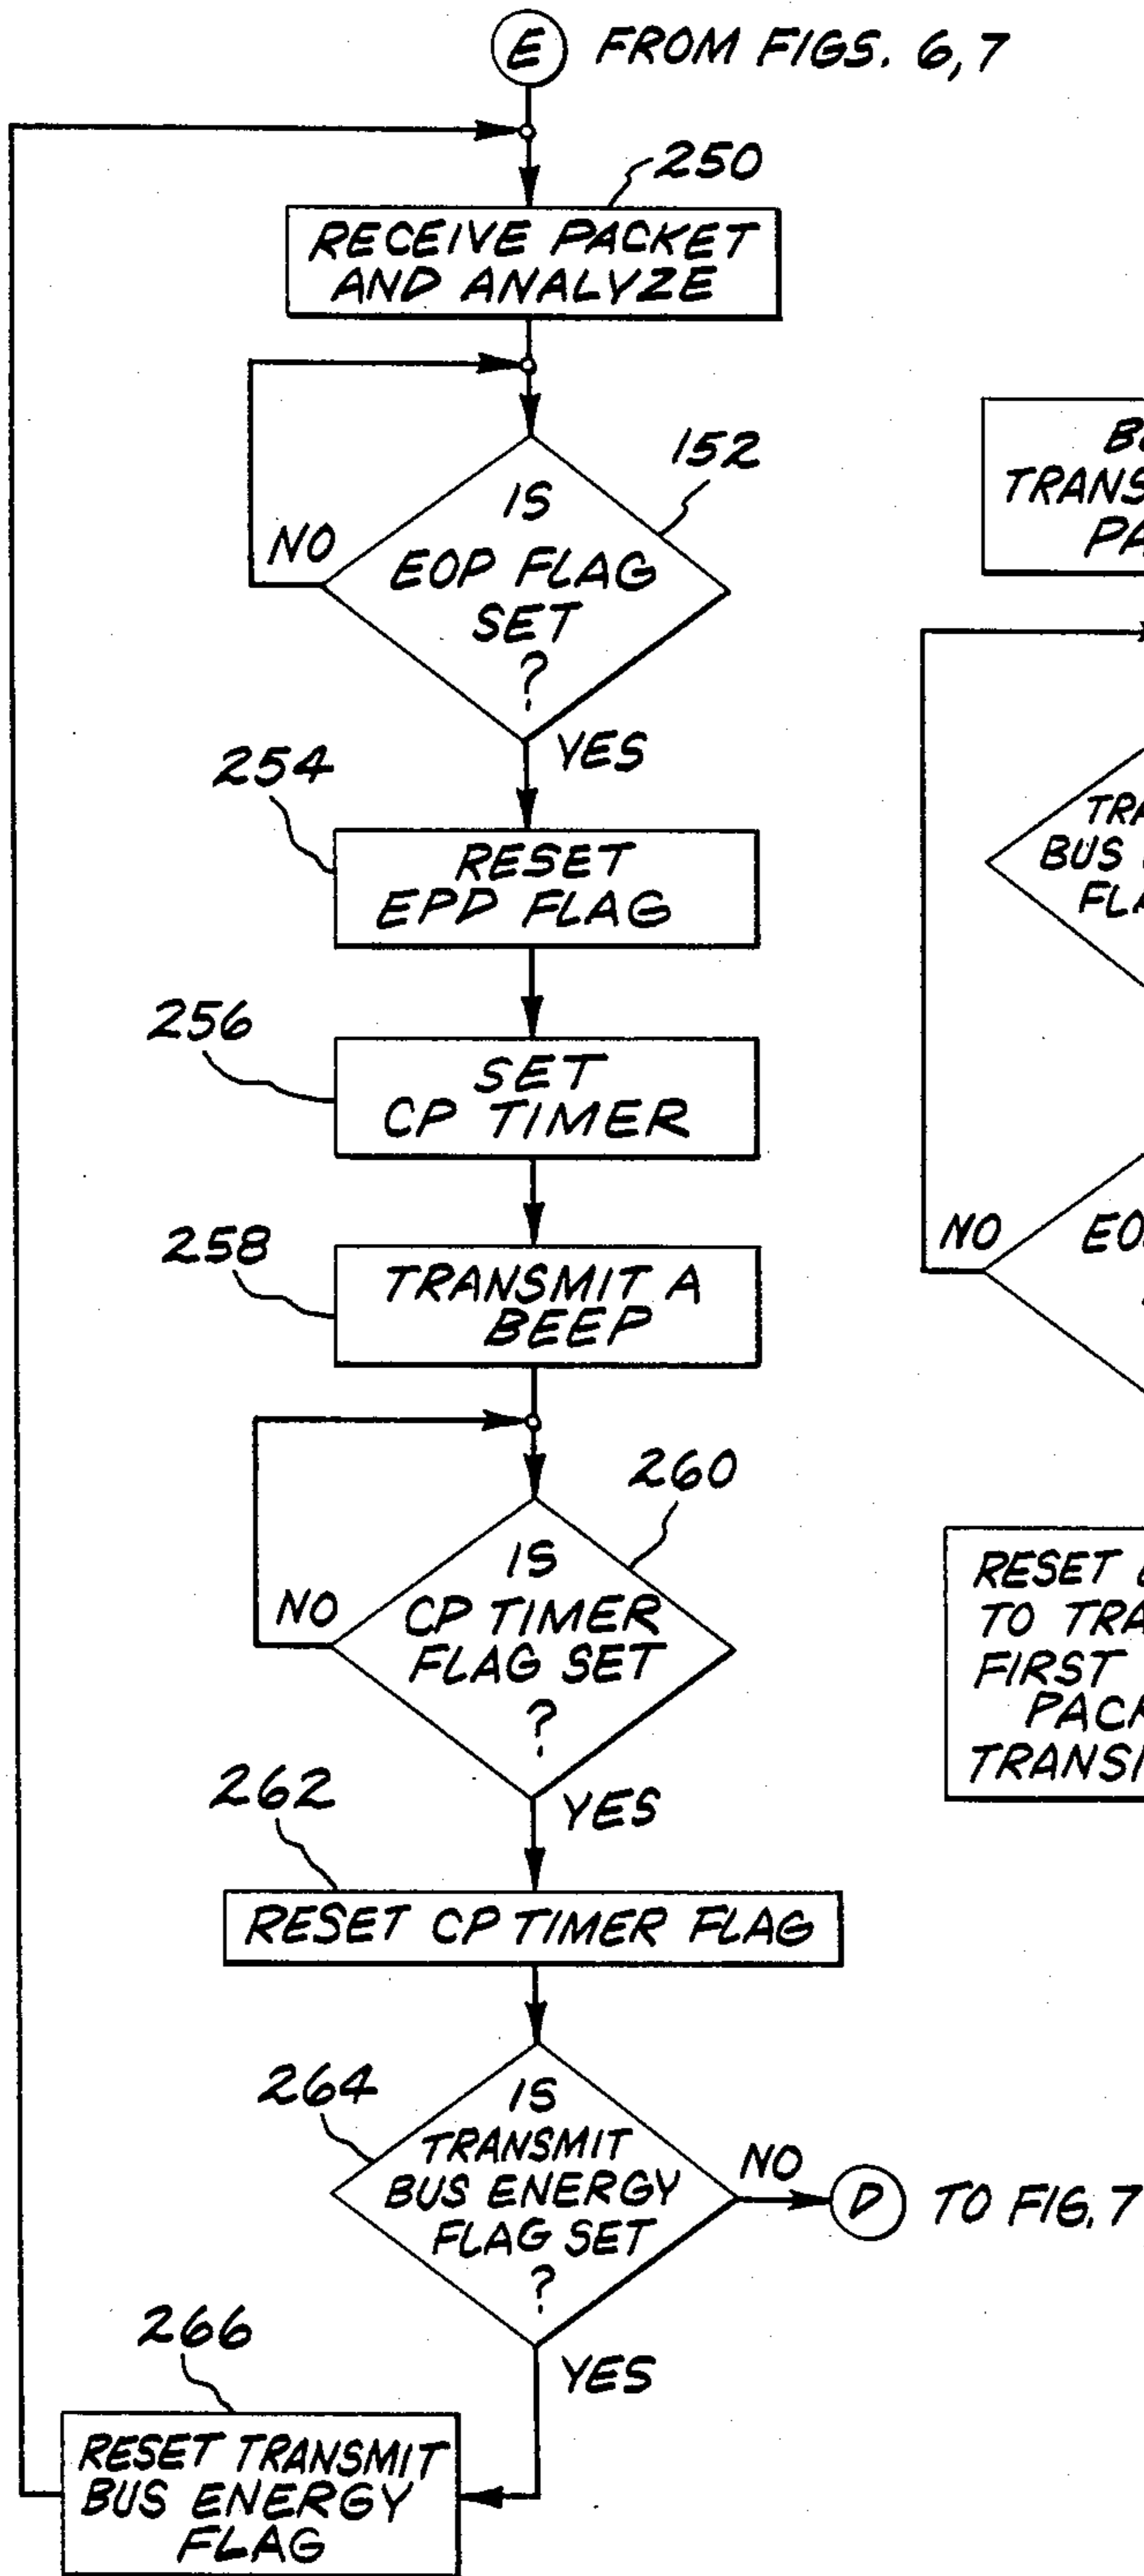 E FROM FIGS. 6,7
250
RECEIVE PACKET
AND ANALYZE
152
IS
EOP FLAG
SET
?
NO
YES
254
RESET
EPD FLAG
256
SET
CP TIMER
258
TRANSMIT A
BEEP
260
IS
CP TIMER
FLAG SET
?
NO
YES
262
RESET CP TIMER FLAG
264
IS
TRANSMIT
BUS ENERGY
FLAG SET
?
NO
D TO FIG. 7
YES
266
RESET TRANSMIT
BUS ENERGY
FLAG
BUS
NO
RESET
TO
FIRST